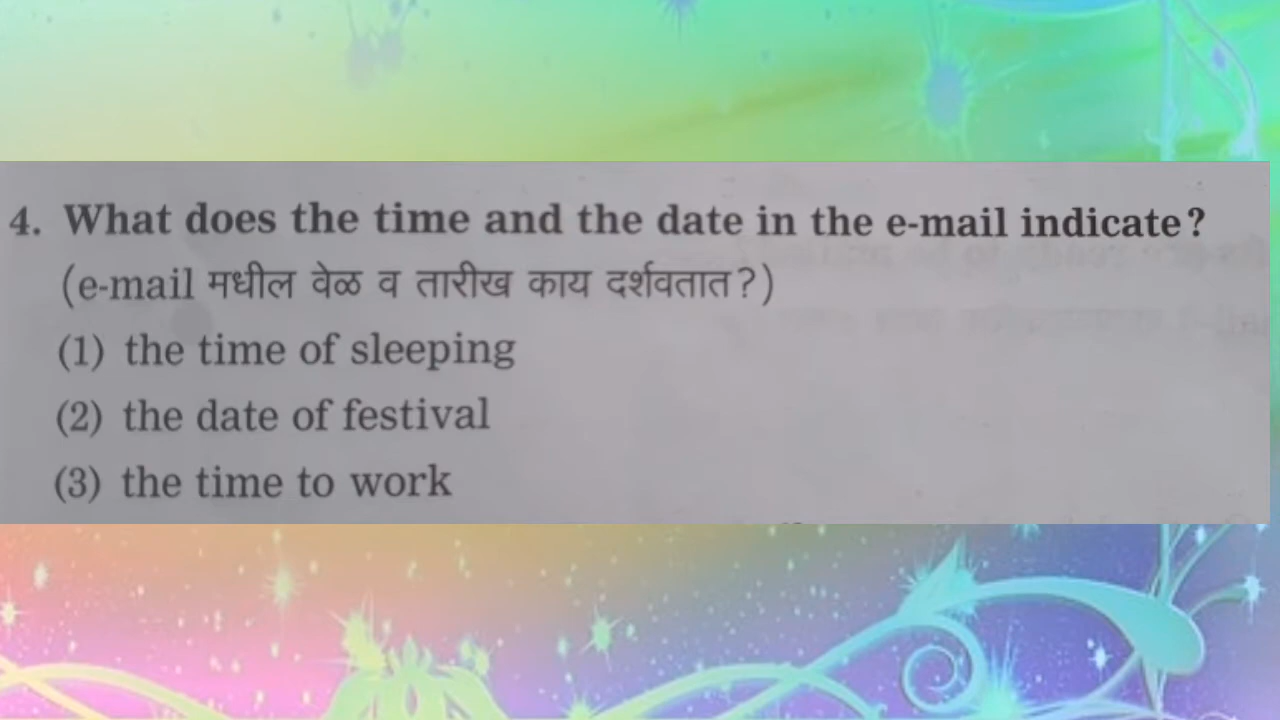 4. What does the time and the date in the e-mail indicate?
(e-mail मधील वेळ व तारीख काय दर्शवतात?)
(1) the time of sleeping
(2) the date of festival
(3) the time to work